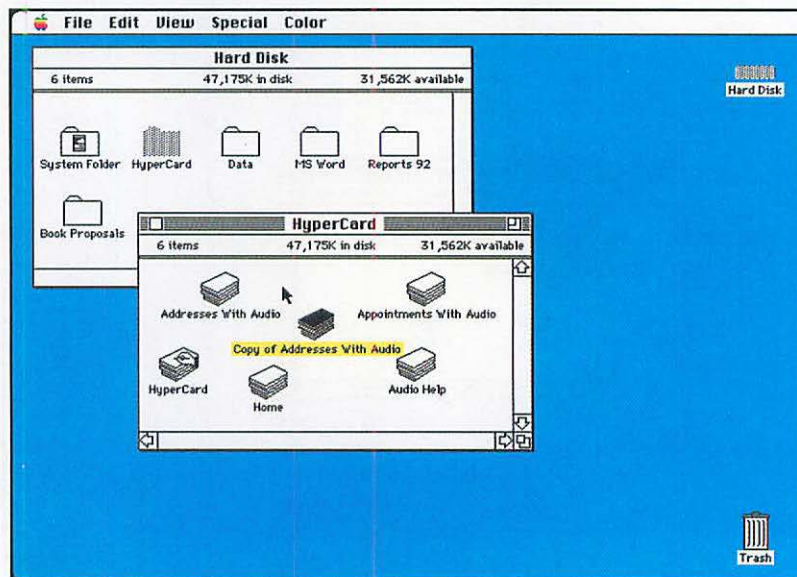 File Edit View Special Color
Hard Disk
6 items 47,175K in disk 31,562K available
Hard Disk
System Folder HyperCard Data MS Word Reports 92
Book Proposals
HyperCard
6 items 47,175K in disk 31,562K available
Addresses With Audio Appointments With Audio
Copy of Addresses With Audio
HyperCard Home Audio Help
Trash